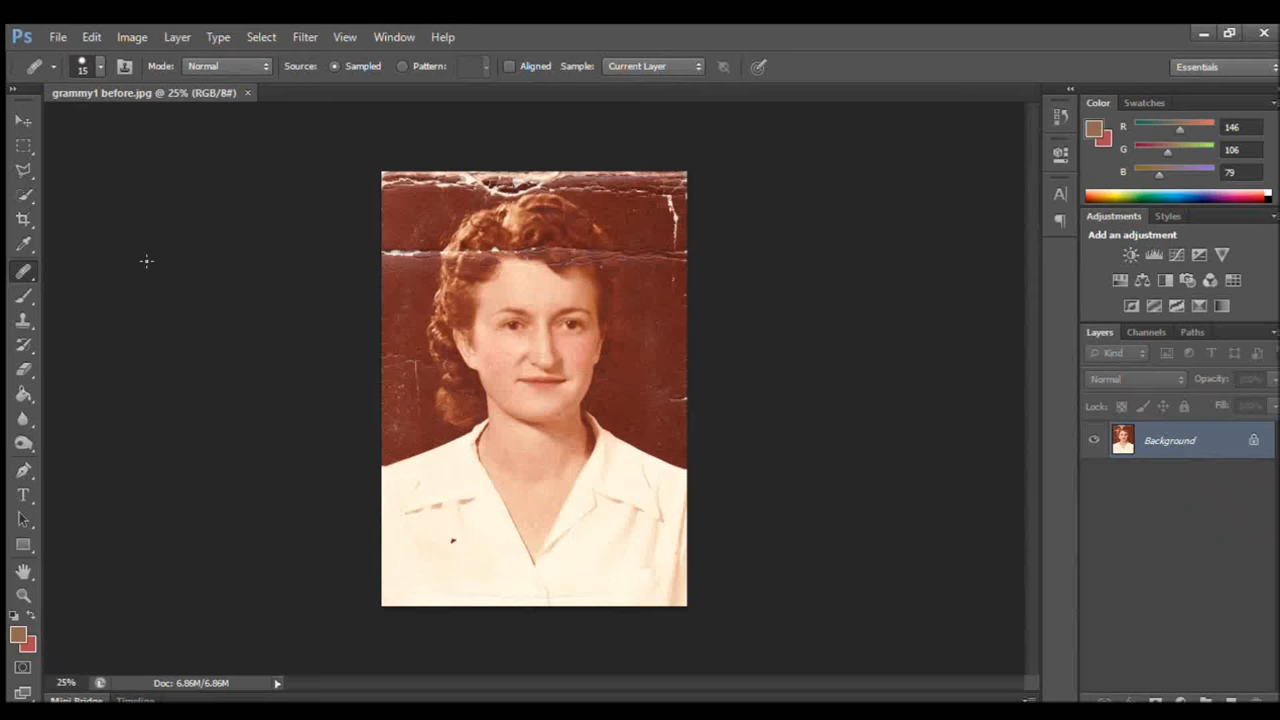 Ps File Edit Image Layer Type Select Filter View Window Help
15 Mode: Normal Source: Sampled Pattern: Aligned Sample: Current Layer Essentials
grammy1 before.jpg @ 25% (RGB/8#) ×
Color Swatches
R 146
G 106
B 79
Adjustments Styles
Add an adjustment
Layers Channels Paths
Kind
Normal Opacity: 100%
Lock: Fill: 100%
Background
25% Doc: 6.86M/6.86M
Mini Bridge Timeline